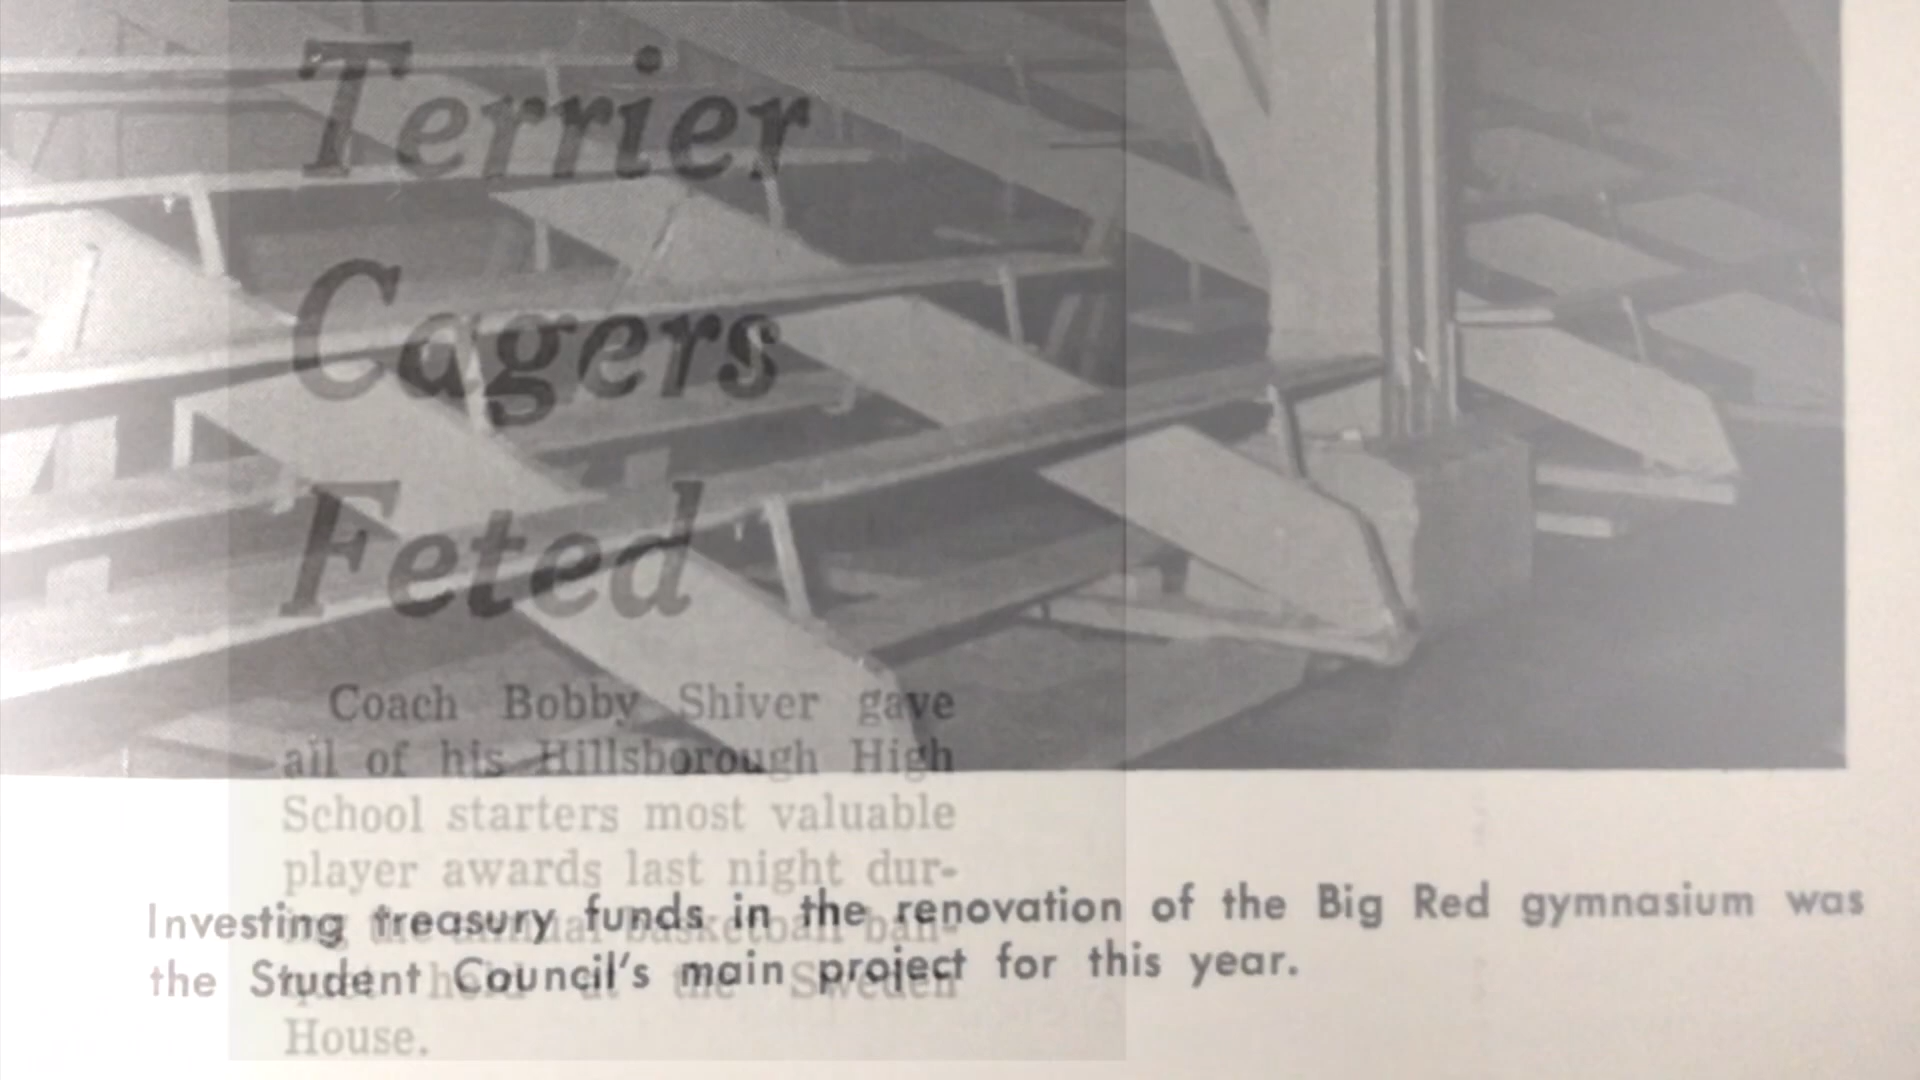 Terrier
Cagers
Feted
Coach Bobby Shiver gave
all of his Hillsborough High
School starters most valuable
player awards last night dur-
ing the annual basketball ban-
quet held at the Sweden
House.
Investing treasury funds in the renovation of the Big Red gymnasium was
the Student Council's main project for this year.